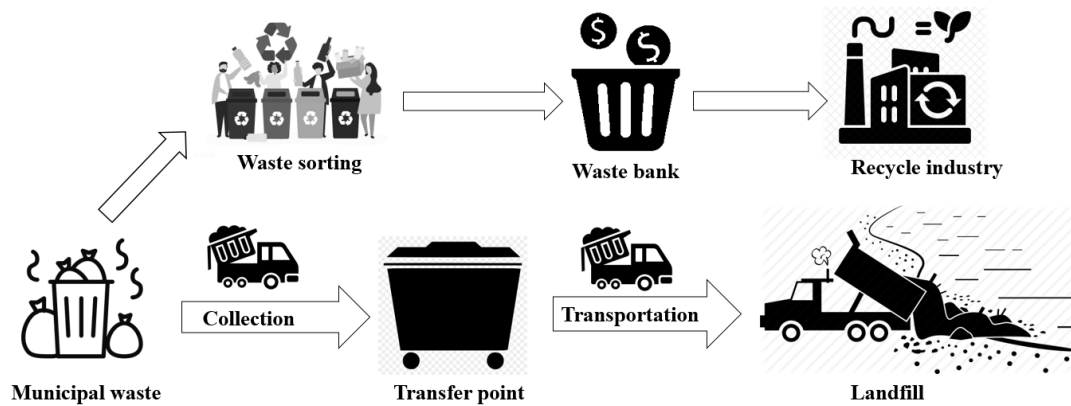 Waste sorting
Waste bank
Recycle industry
Collection
Transportation
Municipal waste
Transfer point
Landfill